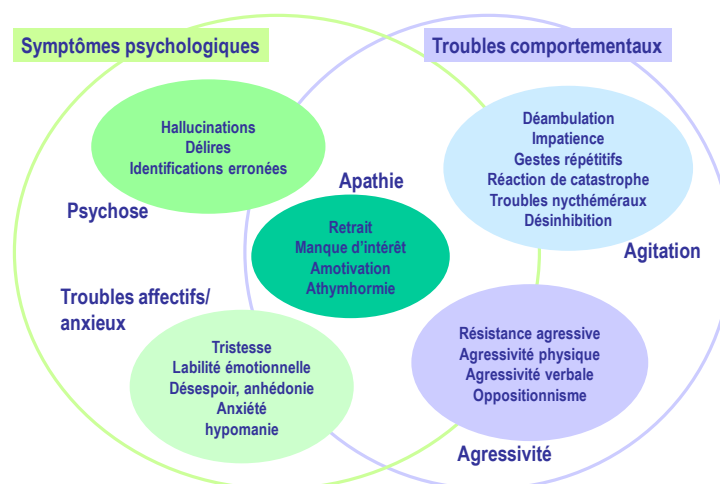 Symptômes psychologiques
Troubles comportementaux
Hallucinations
Délires
Identifications erronées
Psychose
Apathie
Retrait
Manque d'intérêt
Amotivation
Athymhormie
Déambulation
Impatience
Gestes répétitifs
Réaction de catastrophe
Troubles nycthéméraux
Désinhibition
Agitation
Troubles affectifs/
anxieux
Tristesse
Labilité émotionnelle
Désespoir, anhédonie
Anxiété
hypomanie
Résistance agressive
Agressivité physique
Agressivité verbale
Oppositionnisme
Agressivité